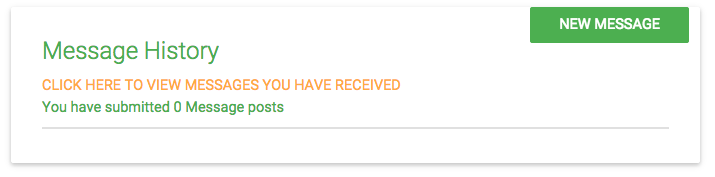 NEW MESSAGE
Message History
CLICK HERE TO VIEW MESSAGES YOU HAVE RECEIVED
You have submitted 0 Message posts